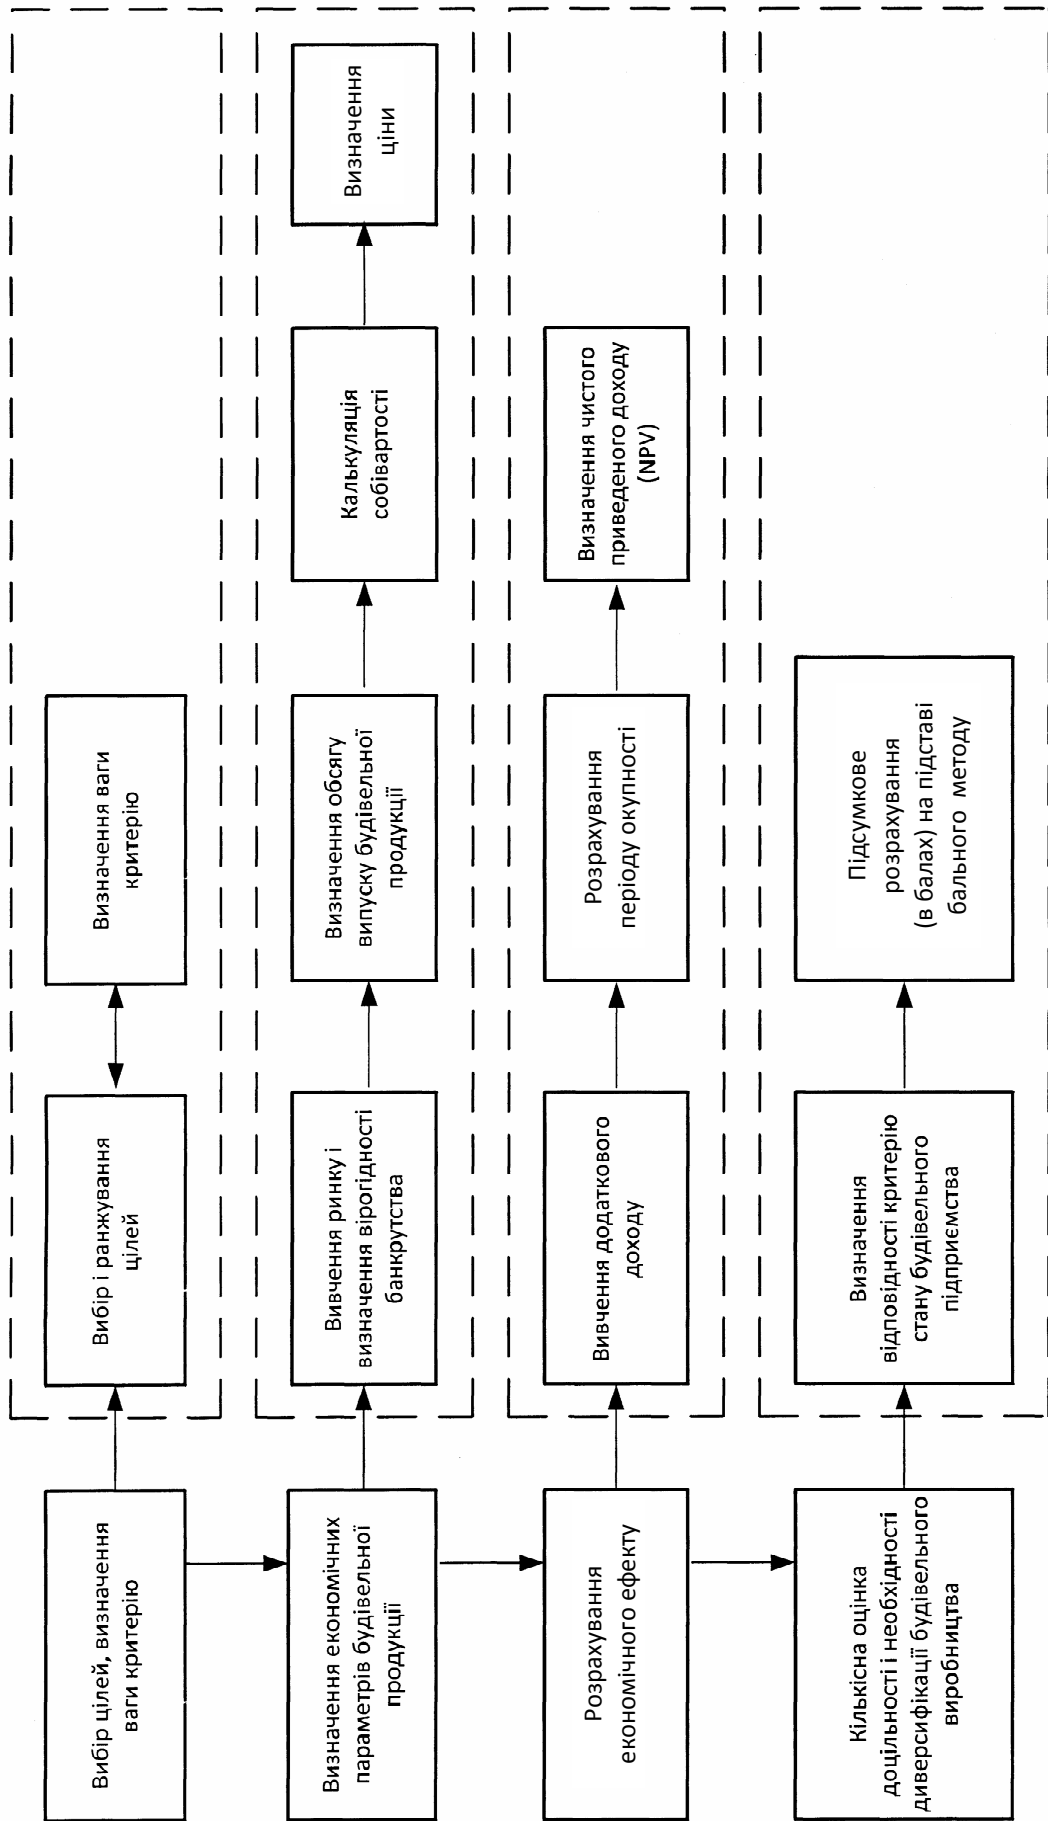 Вибір цілей, визначення
ваги критерію
Вибір і ранжування
цілей
Визначення ваги
критерію
Визначення економічних
параметрів будівельної
продукції
Вивчення ринку і
визначення вірогідності
банкрутства
Визначення обсягу
випуску будівельної
продукції
Калькуляція
собівартості
Визначення
ціни
Розрахування
економічного ефекту
Вивчення додаткового
доходу
Розрахування
періоду окупності
Визначення чистого
приведеного доходу
(NPV)
Кількісна оцінка
доцільності і необхідності
диверсифікації будівельного
виробництва
Визначення
відповідності критерію
стану будівельного
підприємства
Підсумкове
розрахування
(в балах) на підставі
бального методу